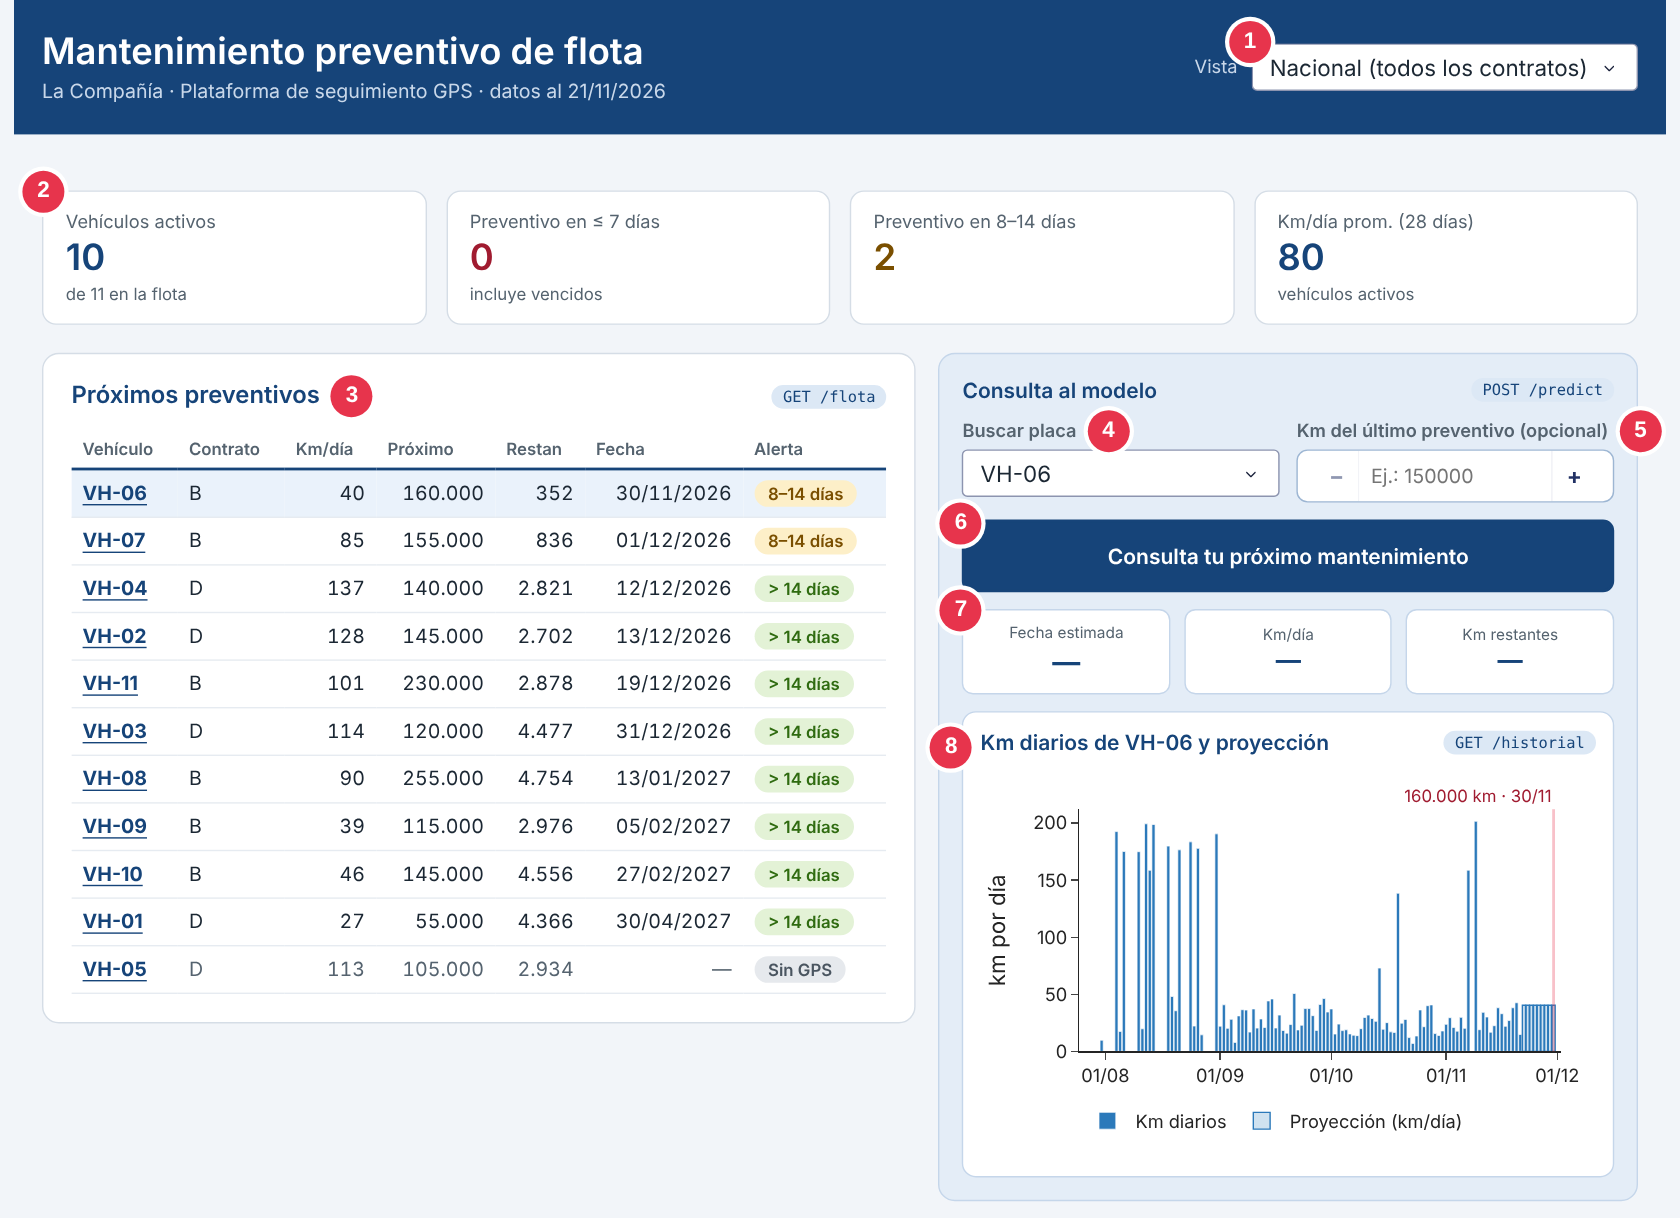 Mantenimiento preventivo de flota
La Compañía · Plataforma de seguimiento GPS · datos al 21/11/2026
Vista
1
Nacional (todos los contratos)
2
Vehículos activos
10
de 11 en la flota
Preventivo en ≤ 7 días
0
incluye vencidos
Preventivo en 8–14 días
2
Km/día prom. (28 días)
80
vehículos activos
Próximos preventivos
3
GET /flota
Vehículo Contrato Km/día Próximo Restan Fecha Alerta
VH-06 B 40 160.000 352 30/11/2026 8–14 días
VH-07 B 85 155.000 836 01/12/2026 8–14 días
VH-04 D 137 140.000 2.821 12/12/2026 > 14 días
VH-02 D 128 145.000 2.702 13/12/2026 > 14 días
VH-11 B 101 230.000 2.878 19/12/2026 > 14 días
VH-03 D 114 120.000 4.477 31/12/2026 > 14 días
VH-08 B 90 255.000 4.754 13/01/2027 > 14 días
VH-09 B 39 115.000 2.976 05/02/2027 > 14 días
VH-10 B 46 145.000 4.556 27/02/2027 > 14 días
VH-01 D 27 55.000 4.366 30/04/2027 > 14 días
VH-05 D 113 105.000 2.934 — Sin GPS
Consulta al modelo
POST /predict
Buscar placa
4
VH-06
Km del último preventivo (opcional)
5
– Ej.: 150000 +
6
Consulta tu próximo mantenimiento
7
Fecha estimada
—
Km/día
—
Km restantes
—
8
Km diarios de VH-06 y proyección
GET /historial
160.000 km · 30/11
km por día
200
150
100
50
0
01/08 01/09 01/10 01/11 01/12
Km diarios Proyección (km/día)